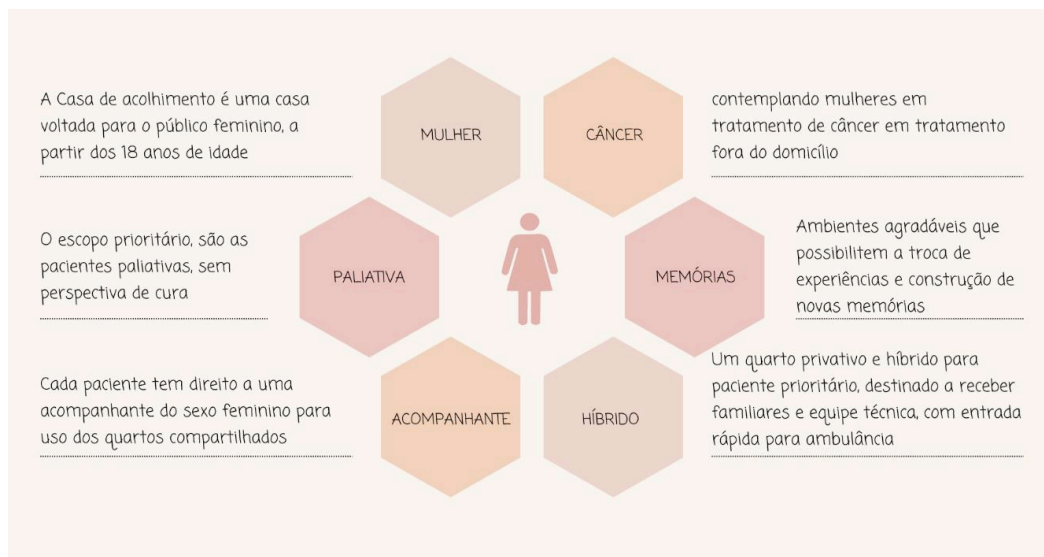 A Casa de acolhimento é uma casa
voltada para o público feminino, a
partir dos 18 anos de idade
MULHER
CÂNCER
contemplando mulheres em
tratamento de câncer em tratamento
fora do domicílio
O escopo prioritário, são as
pacientes paliativas, sem
perspectiva de cura
PALIATIVA
MEMÓRIAS
Ambientes agradáveis que
possibilitem a troca de
experiências e construção de
novas memórias
Cada paciente tem direito a uma
acompanhante do sexo feminino para
uso dos quartos compartilhados
ACOMPANHANTE
HÍBRIDO
Um quarto privativo e híbrido para
paciente prioritário, destinado a receber
familiares e equipe técnica, com entrada
rápida para ambulância